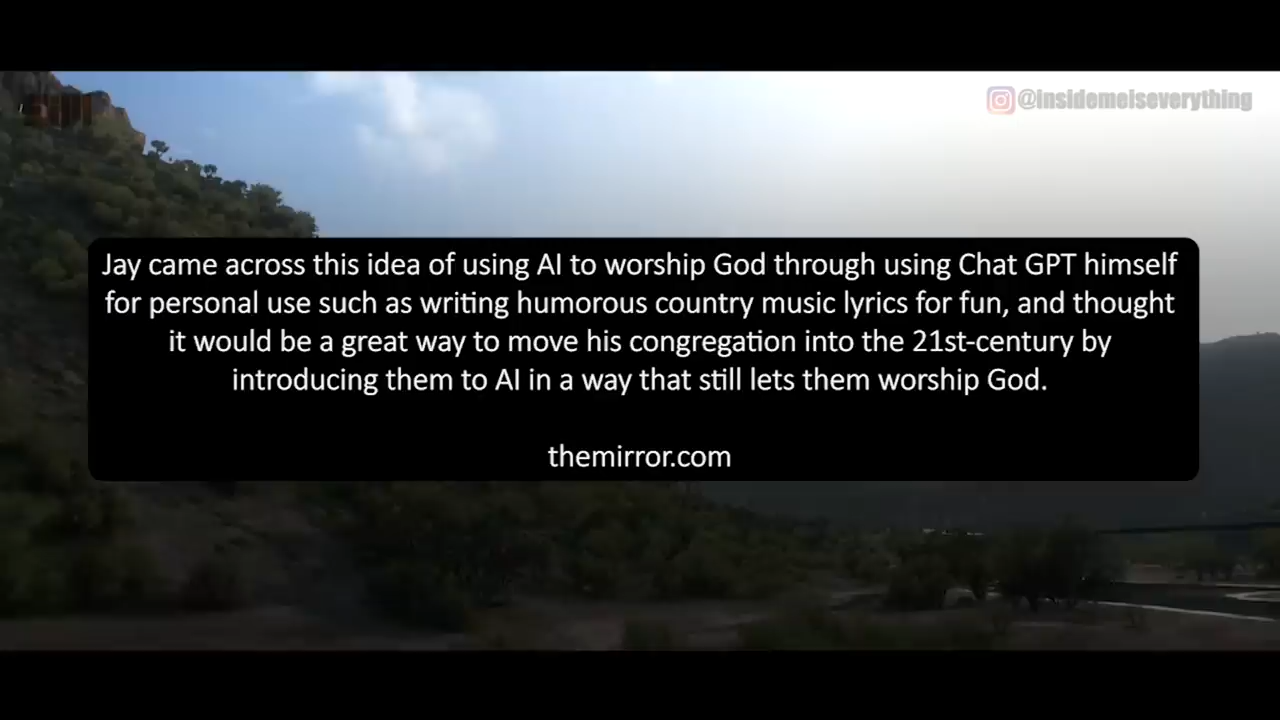 @insidemeiseverything
Jay came across this idea of using AI to worship God through using Chat GPT himself
for personal use such as writing humorous country music lyrics for fun, and thought
it would be a great way to move his congregation into the 21st-century by
introducing them to AI in a way that still lets them worship God.
themirror.com